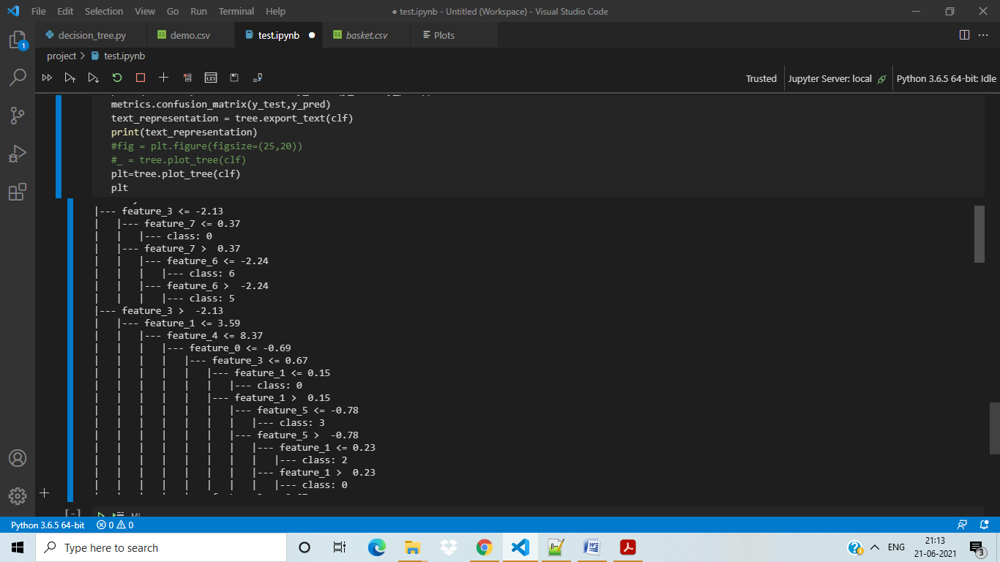 File Edit Selection View Go Run Terminal Help ● test.ipynb - Untitled (Workspace) - Visual Studio Code
decision_tree.py demo.csv test.ipynb ● basket.csv Plots
1
project > test.ipynb
Trusted Jupyter Server: local Python 3.6.5 64-bit: Idle
metrics.confusion_matrix(y_test,y_pred)
text_representation = tree.export_text(clf)
print(text_representation)
#fig = plt.figure(figsize=(25,20))
#_ = tree.plot_tree(clf)
plt=tree.plot_tree(clf)
plt
|--- feature_3 <= -2.13
|   |--- feature_7 <= 0.37
|   |   |--- class: 0
|   |--- feature_7 >  0.37
|   |   |--- feature_6 <= -2.24
|   |   |   |--- class: 6
|   |   |--- feature_6 >  -2.24
|   |   |   |--- class: 5
|--- feature_3 >  -2.13
|   |--- feature_1 <= 3.59
|   |   |--- feature_4 <= 8.37
|   |   |   |--- feature_0 <= -0.69
|   |   |   |   |--- feature_3 <= 0.67
|   |   |   |   |   |--- feature_1 <= 0.15
|   |   |   |   |   |   |--- class: 0
|   |   |   |   |   |--- feature_1 >  0.15
|   |   |   |   |   |   |--- feature_5 <= -0.78
|   |   |   |   |   |   |   |--- class: 3
|   |   |   |   |   |   |--- feature_5 >  -0.78
|   |   |   |   |   |   |   |--- feature_1 <= 0.23
|   |   |   |   |   |   |   |   |--- class: 2
|   |   |   |   |   |   |   |--- feature_1 >  0.23
|   |   |   |   |   |   |   |   |--- class: 0
[-] ML
Python 3.6.5 64-bit 0 0
Type here to search ENG 21:13
21-06-2021 3